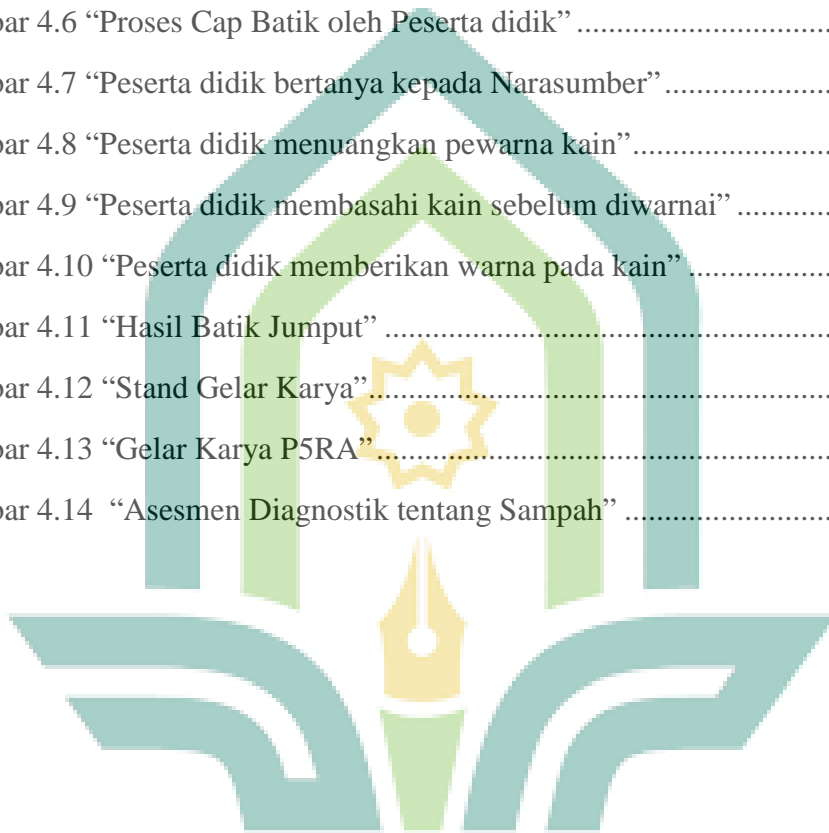 bar 4.6 “Proses Cap Batik oleh Peserta didik” ................................
bar 4.7 “Peserta didik bertanya kepada Narasumber” .....................
bar 4.8 “Peserta didik menuangkan pewarna kain”.........................
bar 4.9 “Peserta didik membasahi kain sebelum diwarnai” ............
bar 4.10 “Peserta didik memberikan warna pada kain” ..................
bar 4.11 “Hasil Batik Jumput” .......................................................
bar 4.12 “Stand Gelar Karya”.........................................................
bar 4.13 “Gelar Karya P5RA” ........................................................
bar 4.14 “Asesmen Diagnostik tentang Sampah” ..........................